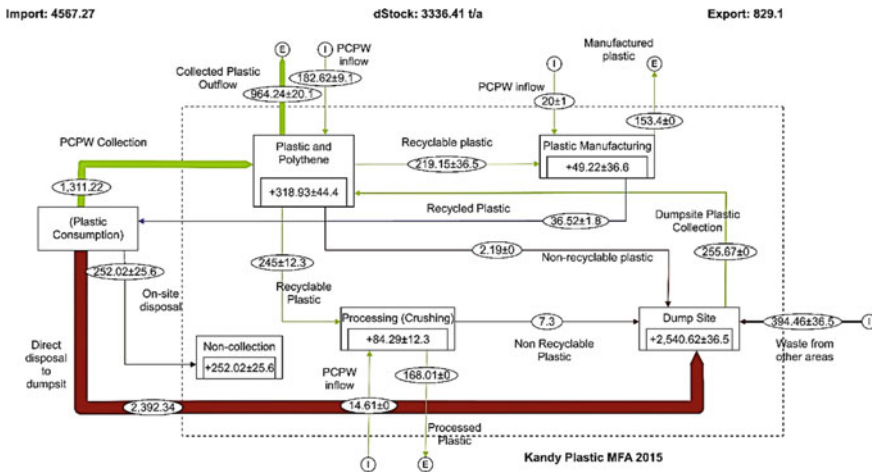 Import: 4567.27
dStock: 3336.41 t/a
Export: 829.1
Manufactured
plastic
E
I
PCPW
inflow
Collected Plastic
Outflow
182.62±9.1
964.24±20.1
I
E
PCPW inflow
20±1
153.4±0
PCPW Collection
Plastic and
Polythene
+318.93±44.4
Recyclable plastic
219.15±36.5
Plastic Manufacturing
+49.22±36.6
1,311.22
Recycled Plastic
36.52±1.8
Dumpsite Plastic
Collection
(Plastic
Consumption)
2.19±0
Non-recyclable plastic
255.67±0
252.02±25.6
245±12.3
On-site
disposal
Recyclable
Plastic
Processing (Crushing)
+84.29±12.3
7.3
Dump Site
+2,540.62±36.5
394.46±36.5
I
Direct
disposal
to
dumpsit
Non-collection
+252.02±25.6
Non Recyclable
Plastic
Waste from
other areas
PCPW
inflow
168.01±0
2,392.34
14.61±0
Processed
Plastic
I
E
Kandy Plastic MFA 2015